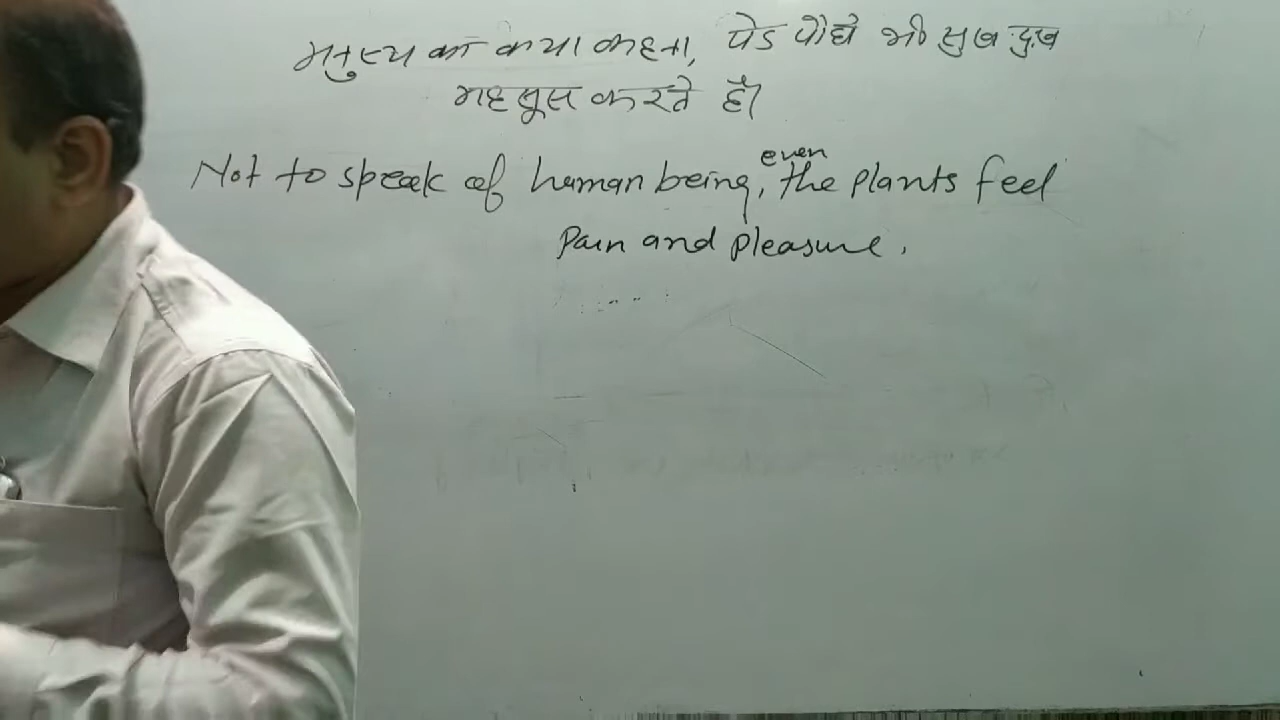 मनुष्य का क्या कहना, पेड पौधे भी सुख दुःख
महसूस करते हैं।
Not to speak of human being, even the plants feel
Pain and pleasure.